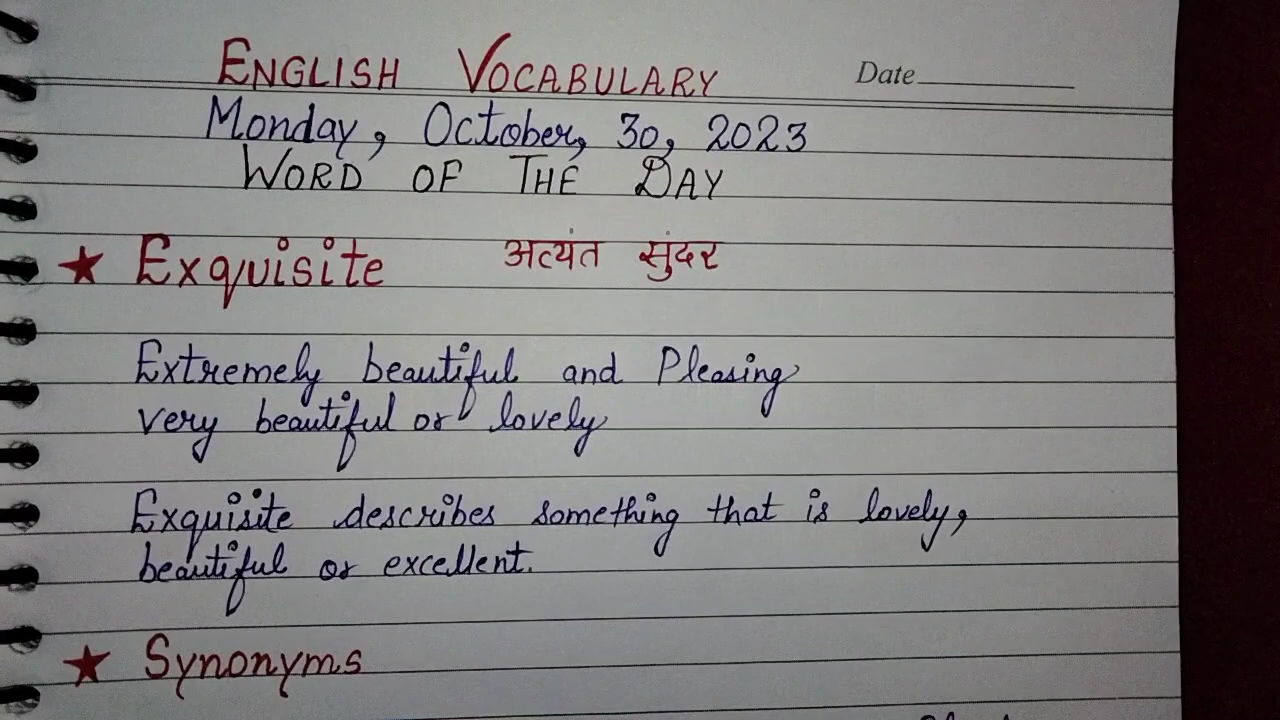 ENGLISH VOCABULARY Date
Monday, October, 30, 2023
WORD OF THE DAY
★ Exquisite अत्यंत सुंदर
Extremely beautiful and Pleasing
very beautiful or lovely
Exquisite describes something that is lovely,
beautiful or excellent.
★ Synonyms